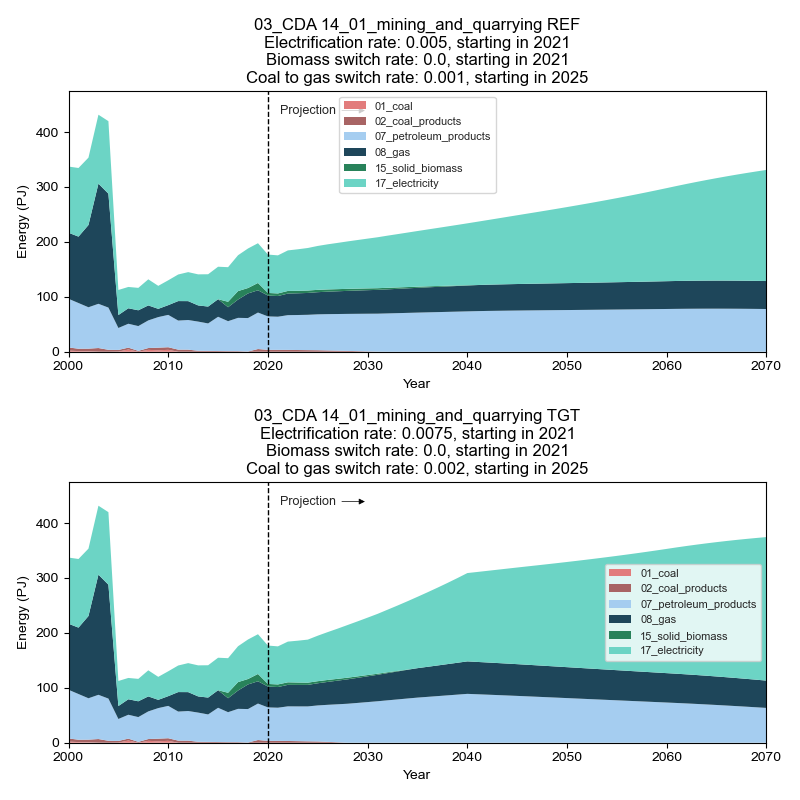 03_CDA 14_01_mining_and_quarrying REF
Electrification rate: 0.005, starting in 2021
Biomass switch rate: 0.0, starting in 2021
Coal to gas switch rate: 0.001, starting in 2025
Energy (PJ)
400
300
200
100
0
Projection
01_coal
02_coal_products
07_petroleum_products
08_gas
15_solid_biomass
17_electricity
2000 2010 2020 2030 2040 2050 2060 2070
Year
03_CDA 14_01_mining_and_quarrying TGT
Electrification rate: 0.0075, starting in 2021
Biomass switch rate: 0.0, starting in 2021
Coal to gas switch rate: 0.002, starting in 2025
Energy (PJ)
400
300
200
100
0
Projection
01_coal
02_coal_products
07_petroleum_products
08_gas
15_solid_biomass
17_electricity
2000 2010 2020 2030 2040 2050 2060 2070
Year